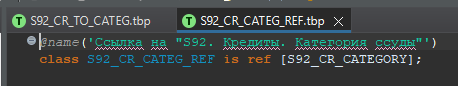 S92_CR_TO_CATEG.tbp S92_CR_CATEG_REF.tbp
@name('Ссылка на "S92. Кредиты. Категория ссуды"')
class S92_CR_CATEG_REF is ref [S92_CR_CATEGORY];